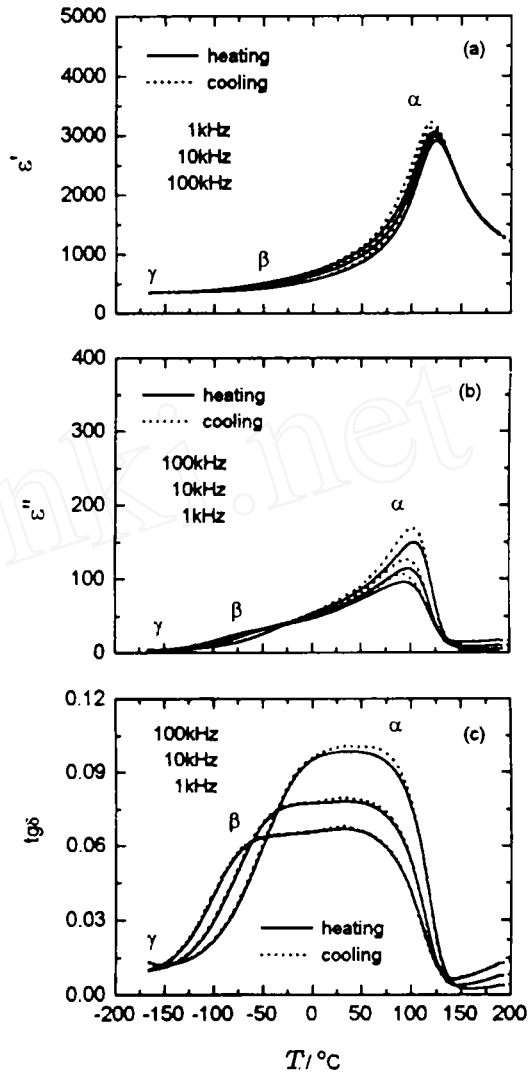 5000
4000
3000
2000
1000
0
ε'
heating
cooling
(a)
α
1kHz
10kHz
100kHz
β
γ
400
300
200
100
0
ε''
heating
cooling
(b)
100kHz
10kHz
1kHz
α
β
γ
0.12
0.09
0.06
0.03
0.00
tgδ
100kHz
10kHz
1kHz
α
(c)
β
γ
heating
cooling
-200 -150 -100 -50 0 50 100 150 200
T / °C